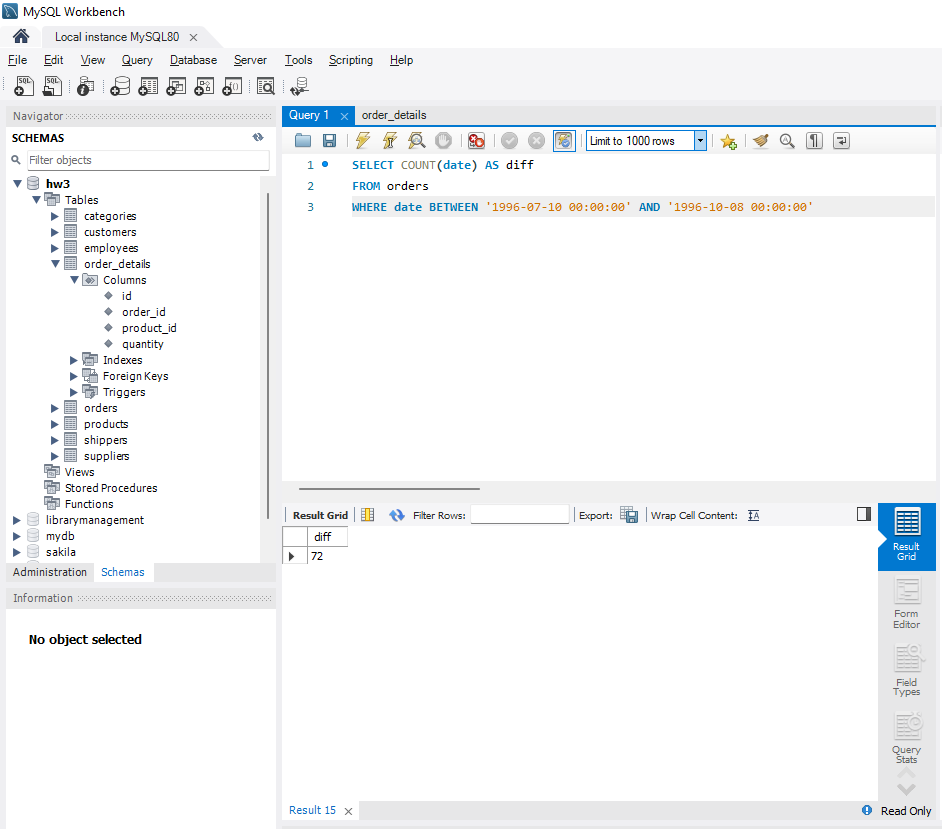 MySQL Workbench
Local instance MySQL80
File Edit View Query Database Server Tools Scripting Help
SQL SQL
Navigator
SCHEMAS
Filter objects
hw3
Tables
categories
customers
employees
order_details
Columns
id
order_id
product_id
quantity
Indexes
Foreign Keys
Triggers
orders
products
shippers
suppliers
Views
Stored Procedures
Functions
librarymanagement
mydb
sakila
Administration Schemas
Information
No object selected
Query 1 order_details
Limit to 1000 rows
1 SELECT COUNT(date) AS diff
2 FROM orders
3 WHERE date BETWEEN '1996-07-10 00:00:00' AND '1996-10-08 00:00:00'
Result Grid Filter Rows: Export: Wrap Cell Content:
diff
72
Result
Grid
Form
Editor
Field
Types
Query
Stats
Result 15
Read Only